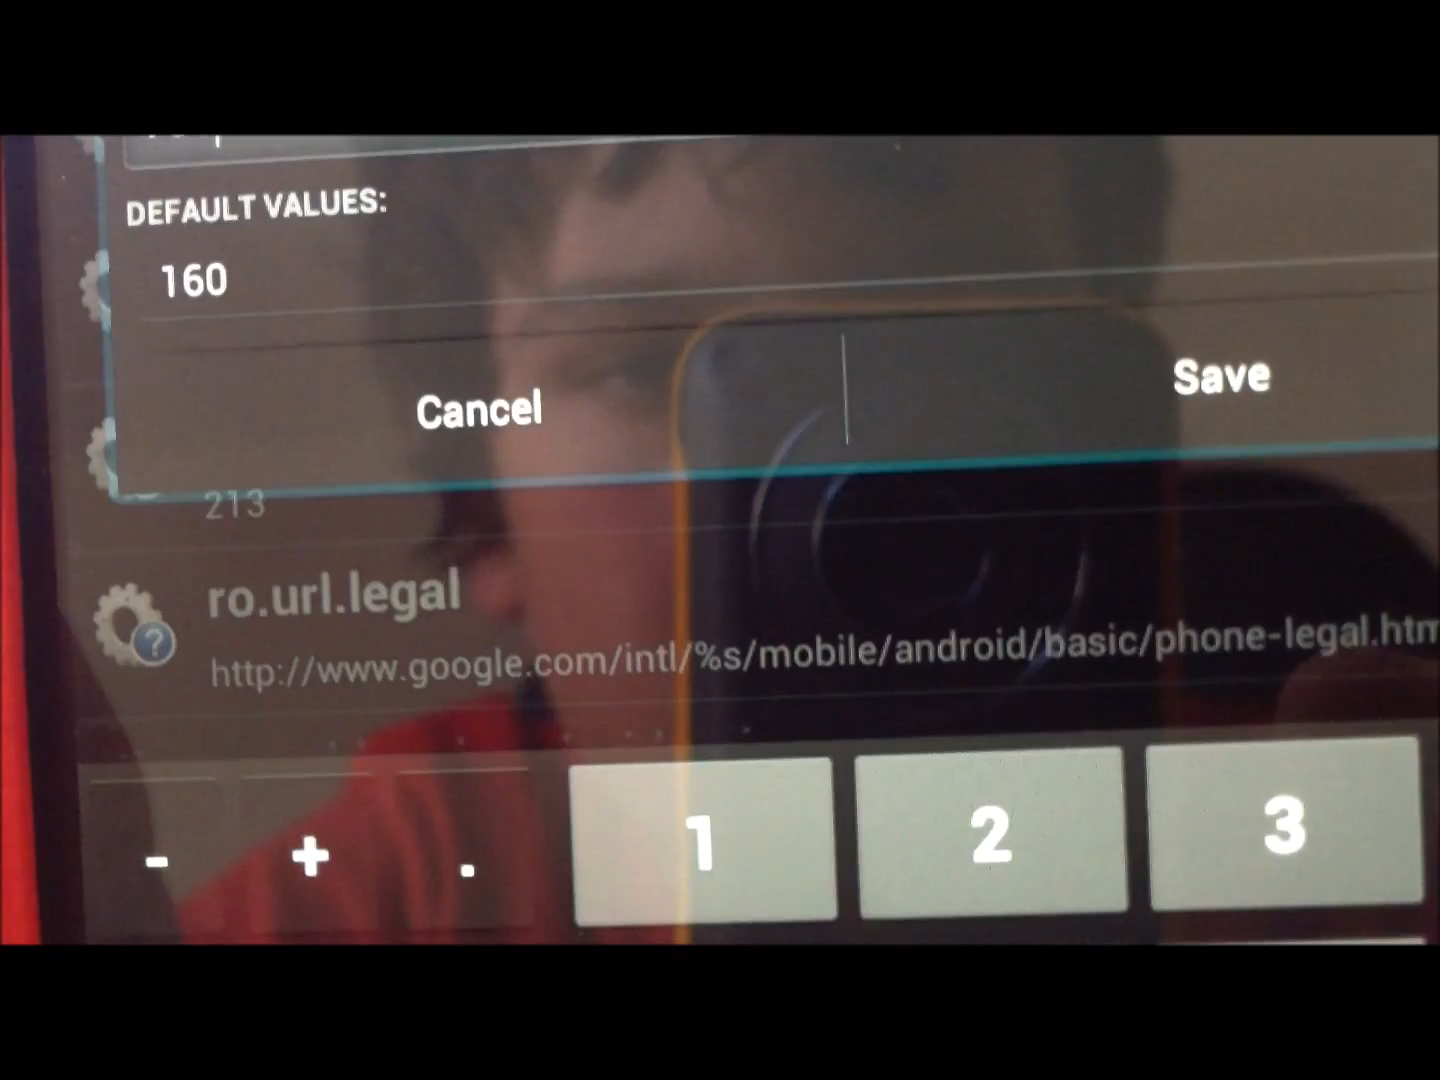 DEFAULT VALUES:
160
Cancel
Save
213
ro.url.legal
http://www.google.com/intl/%s/mobile/android/basic/phone-legal.htm
- + . 1 2 3